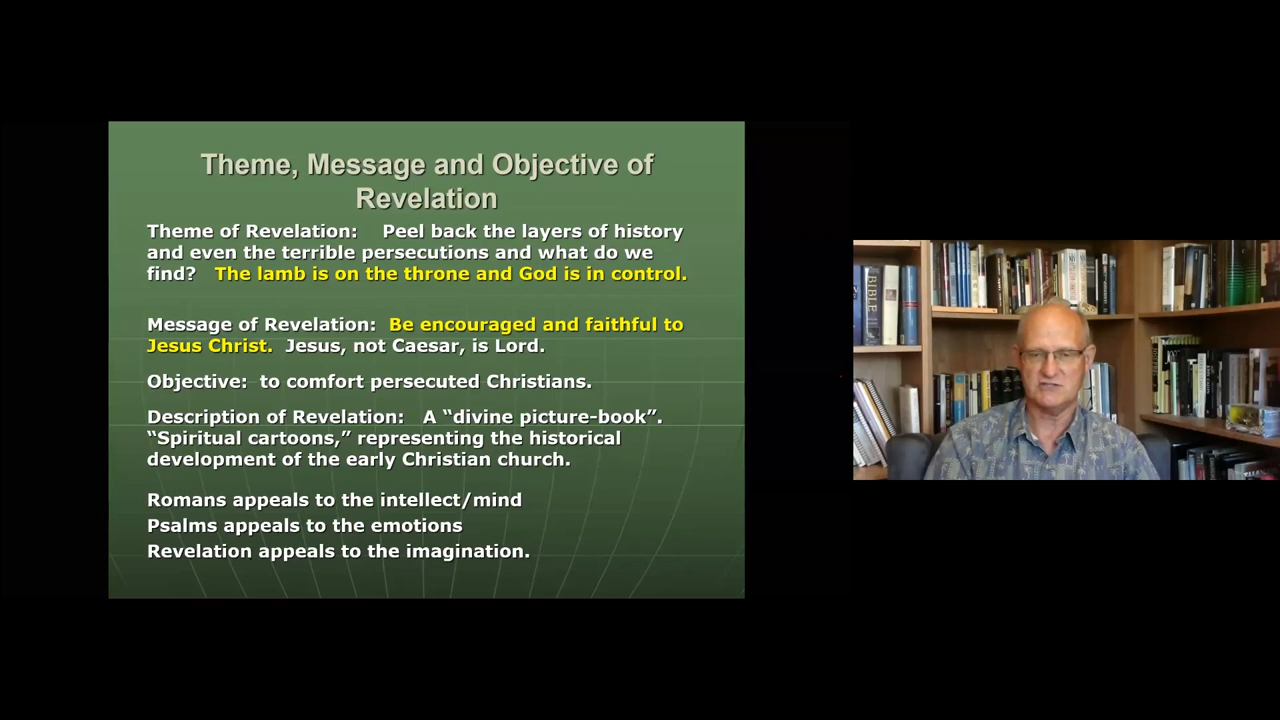 Theme, Message and Objective of
Revelation
Theme of Revelation: Peel back the layers of history
and even the terrible persecutions and what do we
find? The lamb is on the throne and God is in control.
Message of Revelation: Be encouraged and faithful to
Jesus Christ. Jesus, not Caesar, is Lord.
Objective: to comfort persecuted Christians.
Description of Revelation: A “divine picture-book”.
“Spiritual cartoons,” representing the historical
development of the early Christian church.
Romans appeals to the intellect/mind
Psalms appeals to the emotions
Revelation appeals to the imagination.
BIBLE